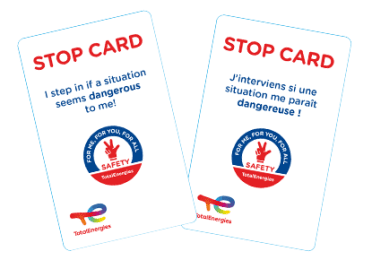 STOP CARD
I step in if a situation
seems dangerous
to me!
FOR ME, FOR YOU, FOR ALL
SAFETY
TotalEnergies
TotalEnergies
STOP CARD
J'interviens si une
situation me paraît
dangereuse !
FOR ME, FOR YOU, FOR ALL
SAFETY
TotalEnergies
TotalEnergies